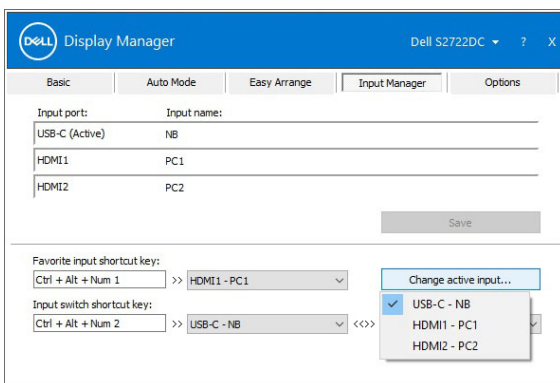 DELL Display Manager Dell S2722DC ? X
Basic Auto Mode Easy Arrange Input Manager Options
Input port: Input name:
USB-C (Active) NB
HDMI1 PC1
HDMI2 PC2
Save
Favorite input shortcut key:
Ctrl + Alt + Num 1 >> HDMI1 - PC1 Change active input...
Input switch shortcut key:
Ctrl + Alt + Num 2 >> USB-C - NB <<>>
USB-C - NB
HDMI1 - PC1
HDMI2 - PC2